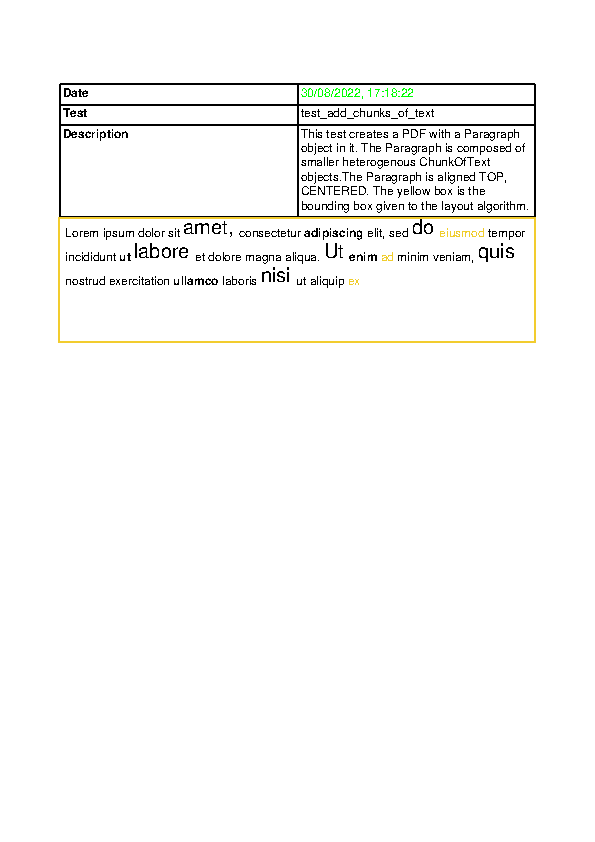 Date 30/08/2022, 17:18:22
Test test_add_chunks_of_text
Description This test creates a PDF with a Paragraph
object in it. The Paragraph is composed of
smaller heterogenous ChunkOfText
objects.The Paragraph is aligned TOP,
CENTERED. The yellow box is the
bounding box given to the layout algorithm.
Lorem ipsum dolor sit amet, consectetur adipiscing elit, sed do eiusmod tempor
incididunt ut labore et dolore magna aliqua. Ut enim ad minim veniam, quis
nostrud exercitation ullamco laboris nisi ut aliquip ex